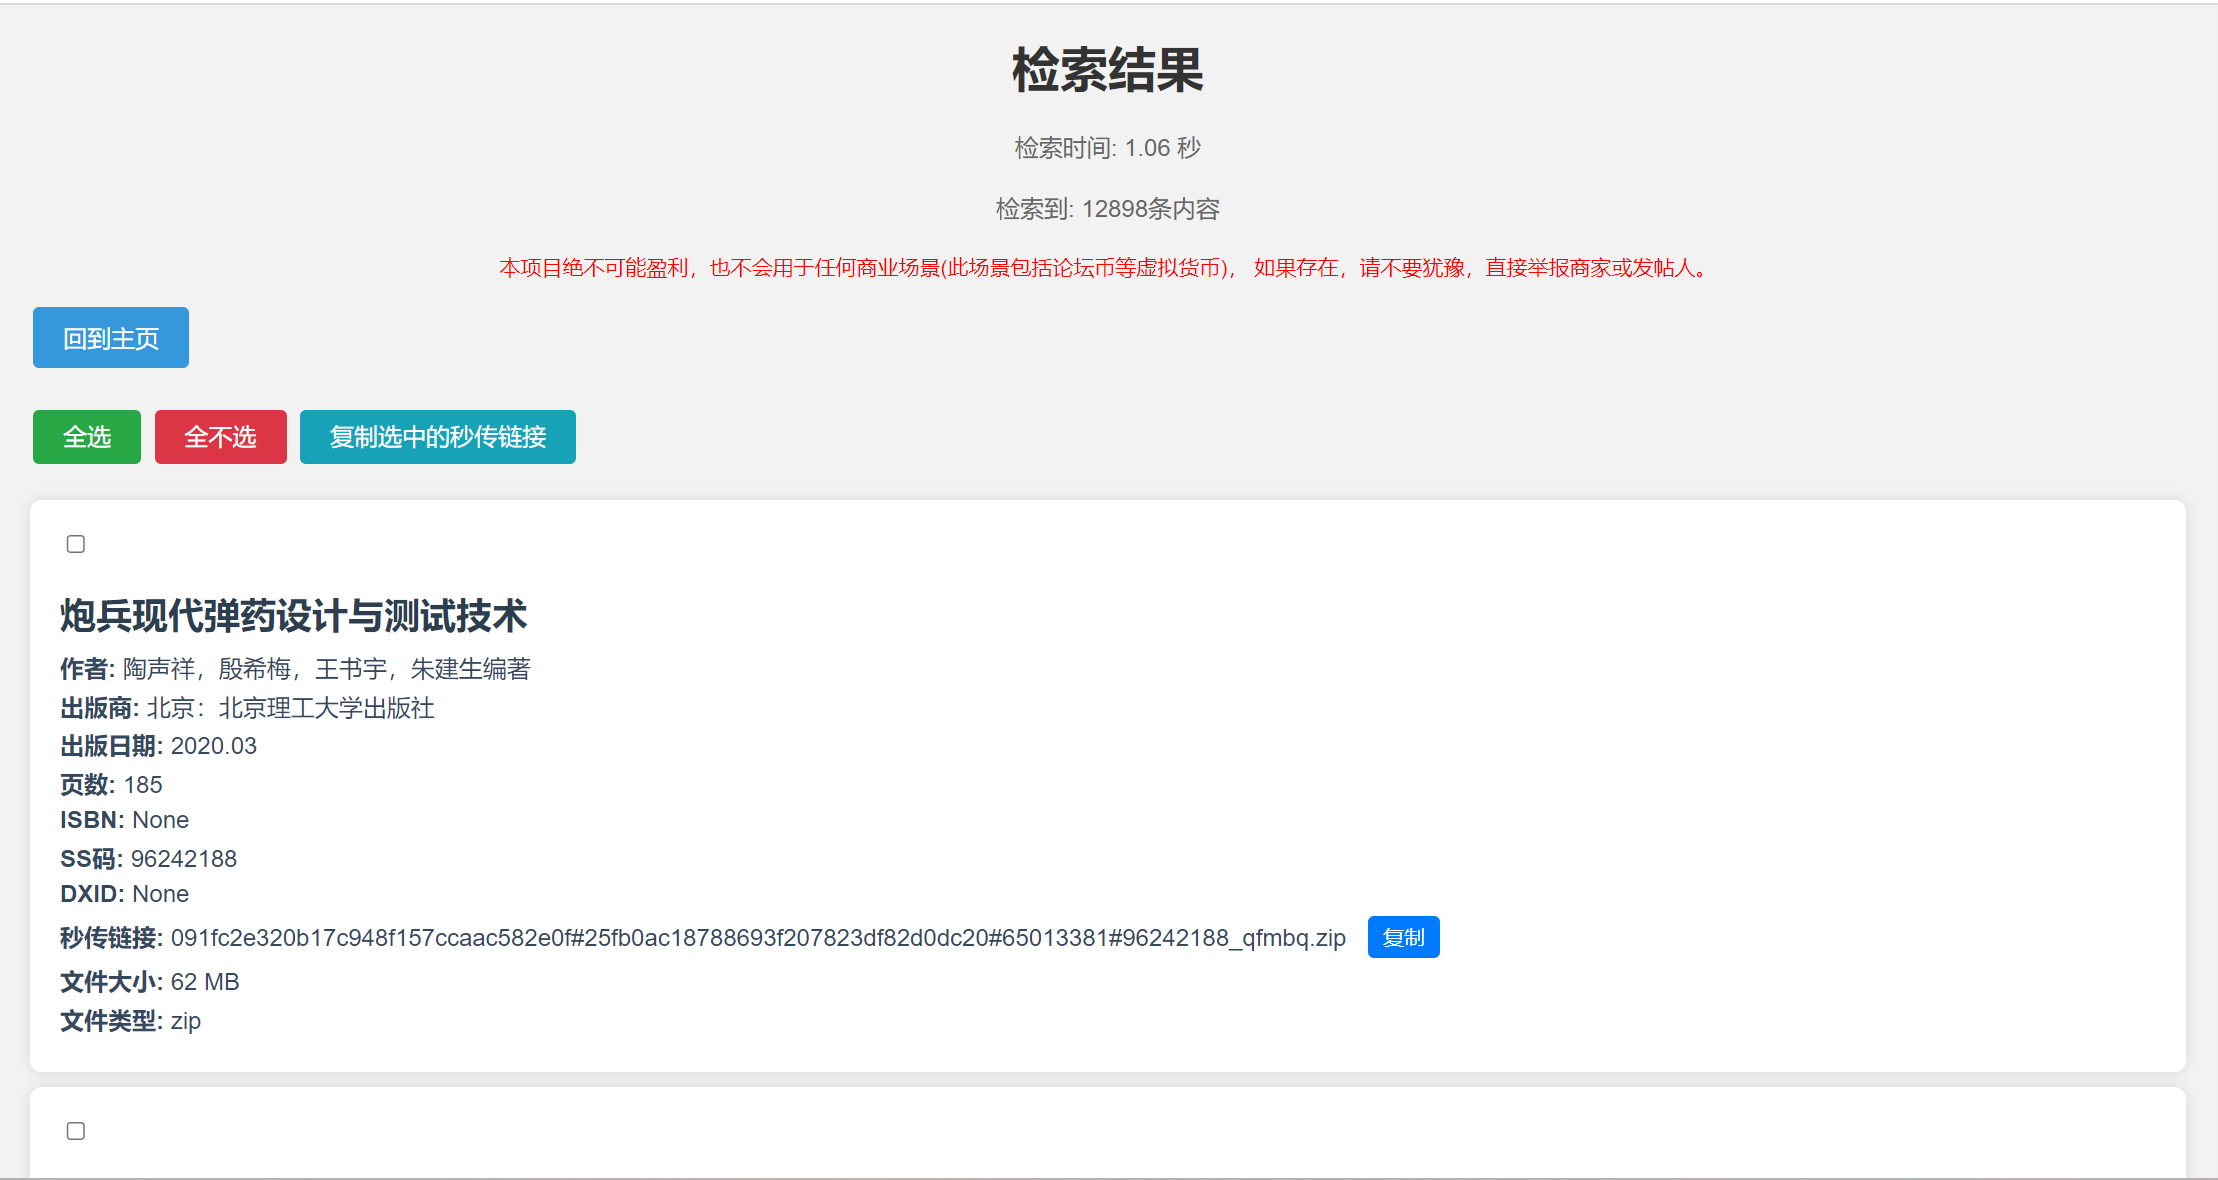 检索结果
检索时间: 1.06 秒
检索到: 12898条内容
本项目绝不可能盈利，也不会用于任何商业场景(此场景包括论坛币等虚拟货币)， 如果存在，请不要犹豫，直接举报商家或发帖人。
回到主页
全选 全不选 复制选中的秒传链接
炮兵现代弹药设计与测试技术
作者: 陶声祥，殷希梅，王书宇，朱建生编著
出版商: 北京：北京理工大学出版社
出版日期: 2020.03
页数: 185
ISBN: None
SS码: 96242188
DXID: None
秒传链接: 091fc2e320b17c948f157ccaac582e0f#25fb0ac18788693f207823df82d0dc20#65013381#96242188_qfmbq.zip 复制
文件大小: 62 MB
文件类型: zip